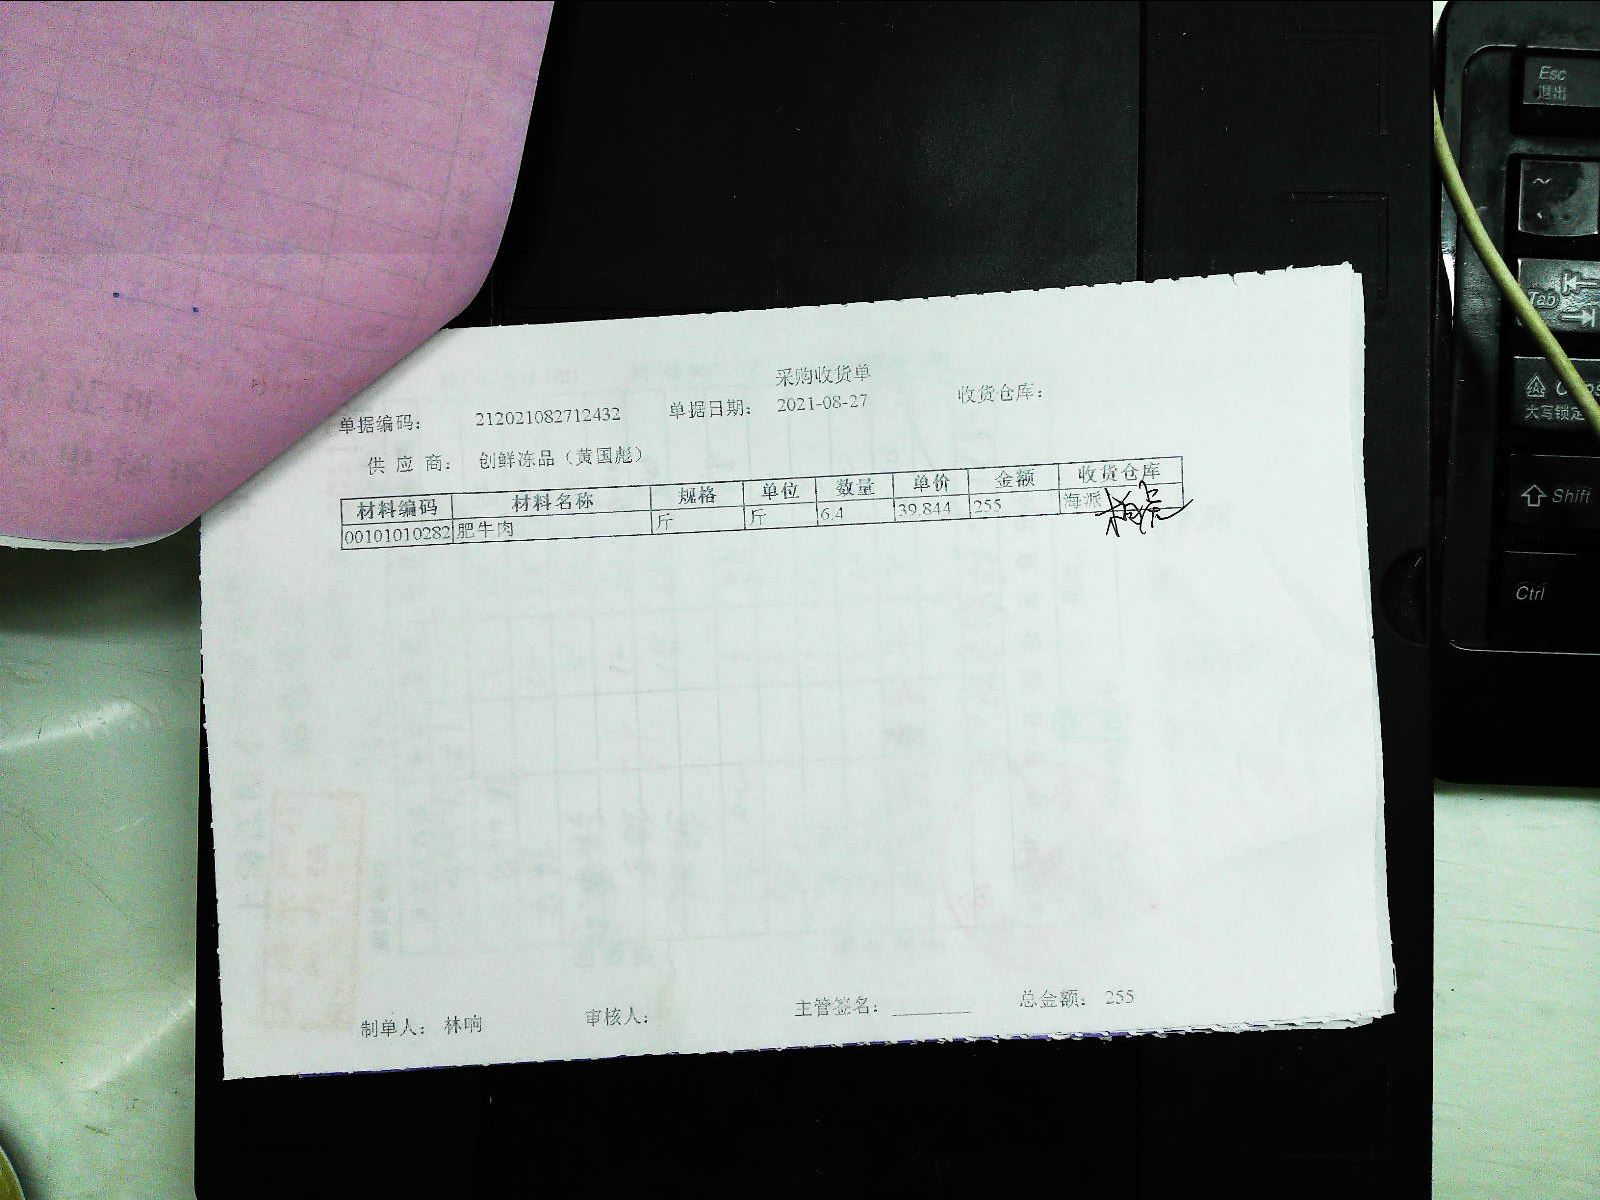 采购收货单
单据编码: 212021082712432 单据日期: 2021-08-27 收货仓库:
供 应 商: 创鲜冻品（黄国彪）
材料编码 材料名称 规格 单位 数量 单价 金额 收货仓库
00101010282 肥牛肉 斤 斤 6.4 39.844 255 海派
制单人: 林响 审核人: 主管签名: 总金额: 255
Esc
退出
~
Tab
大写锁定
Shift
Ctrl